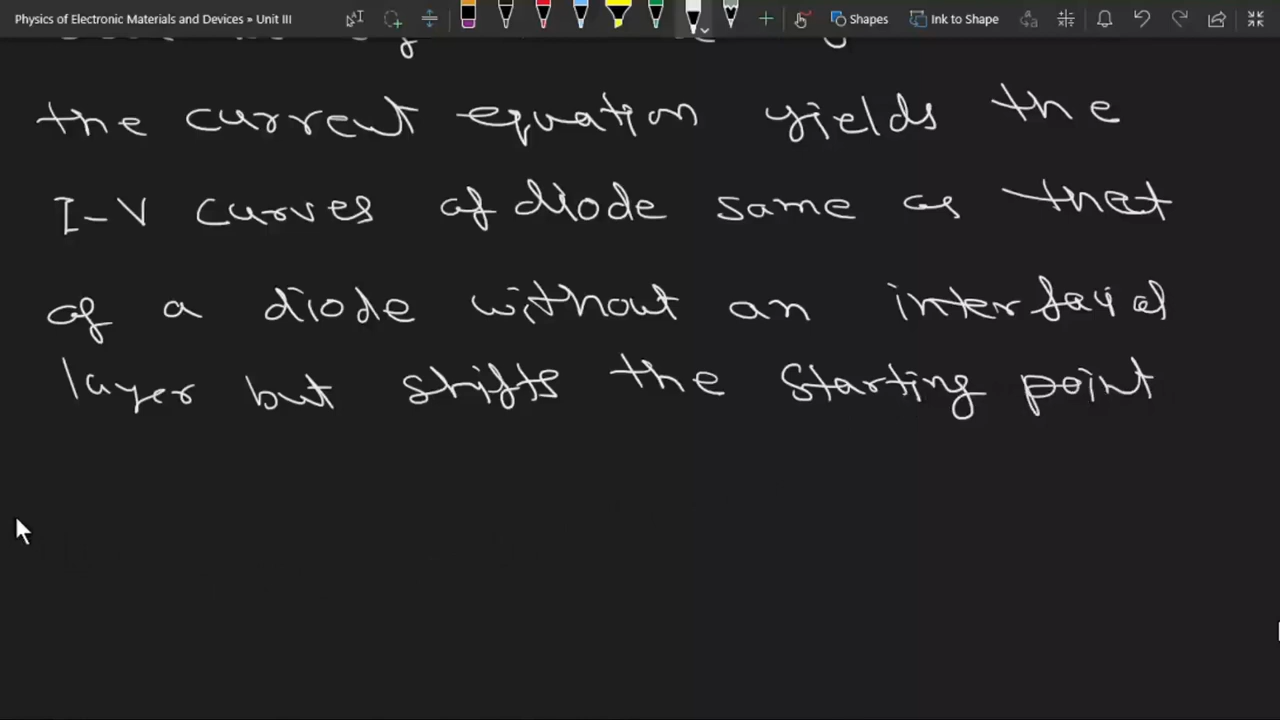 Physics of Electronic Materials and Devices » Unit III
Shapes
Ink to Shape
the current equation yields the
I-V curves of diode same as that
of a diode without an interfacial
layer but shifts the starting point